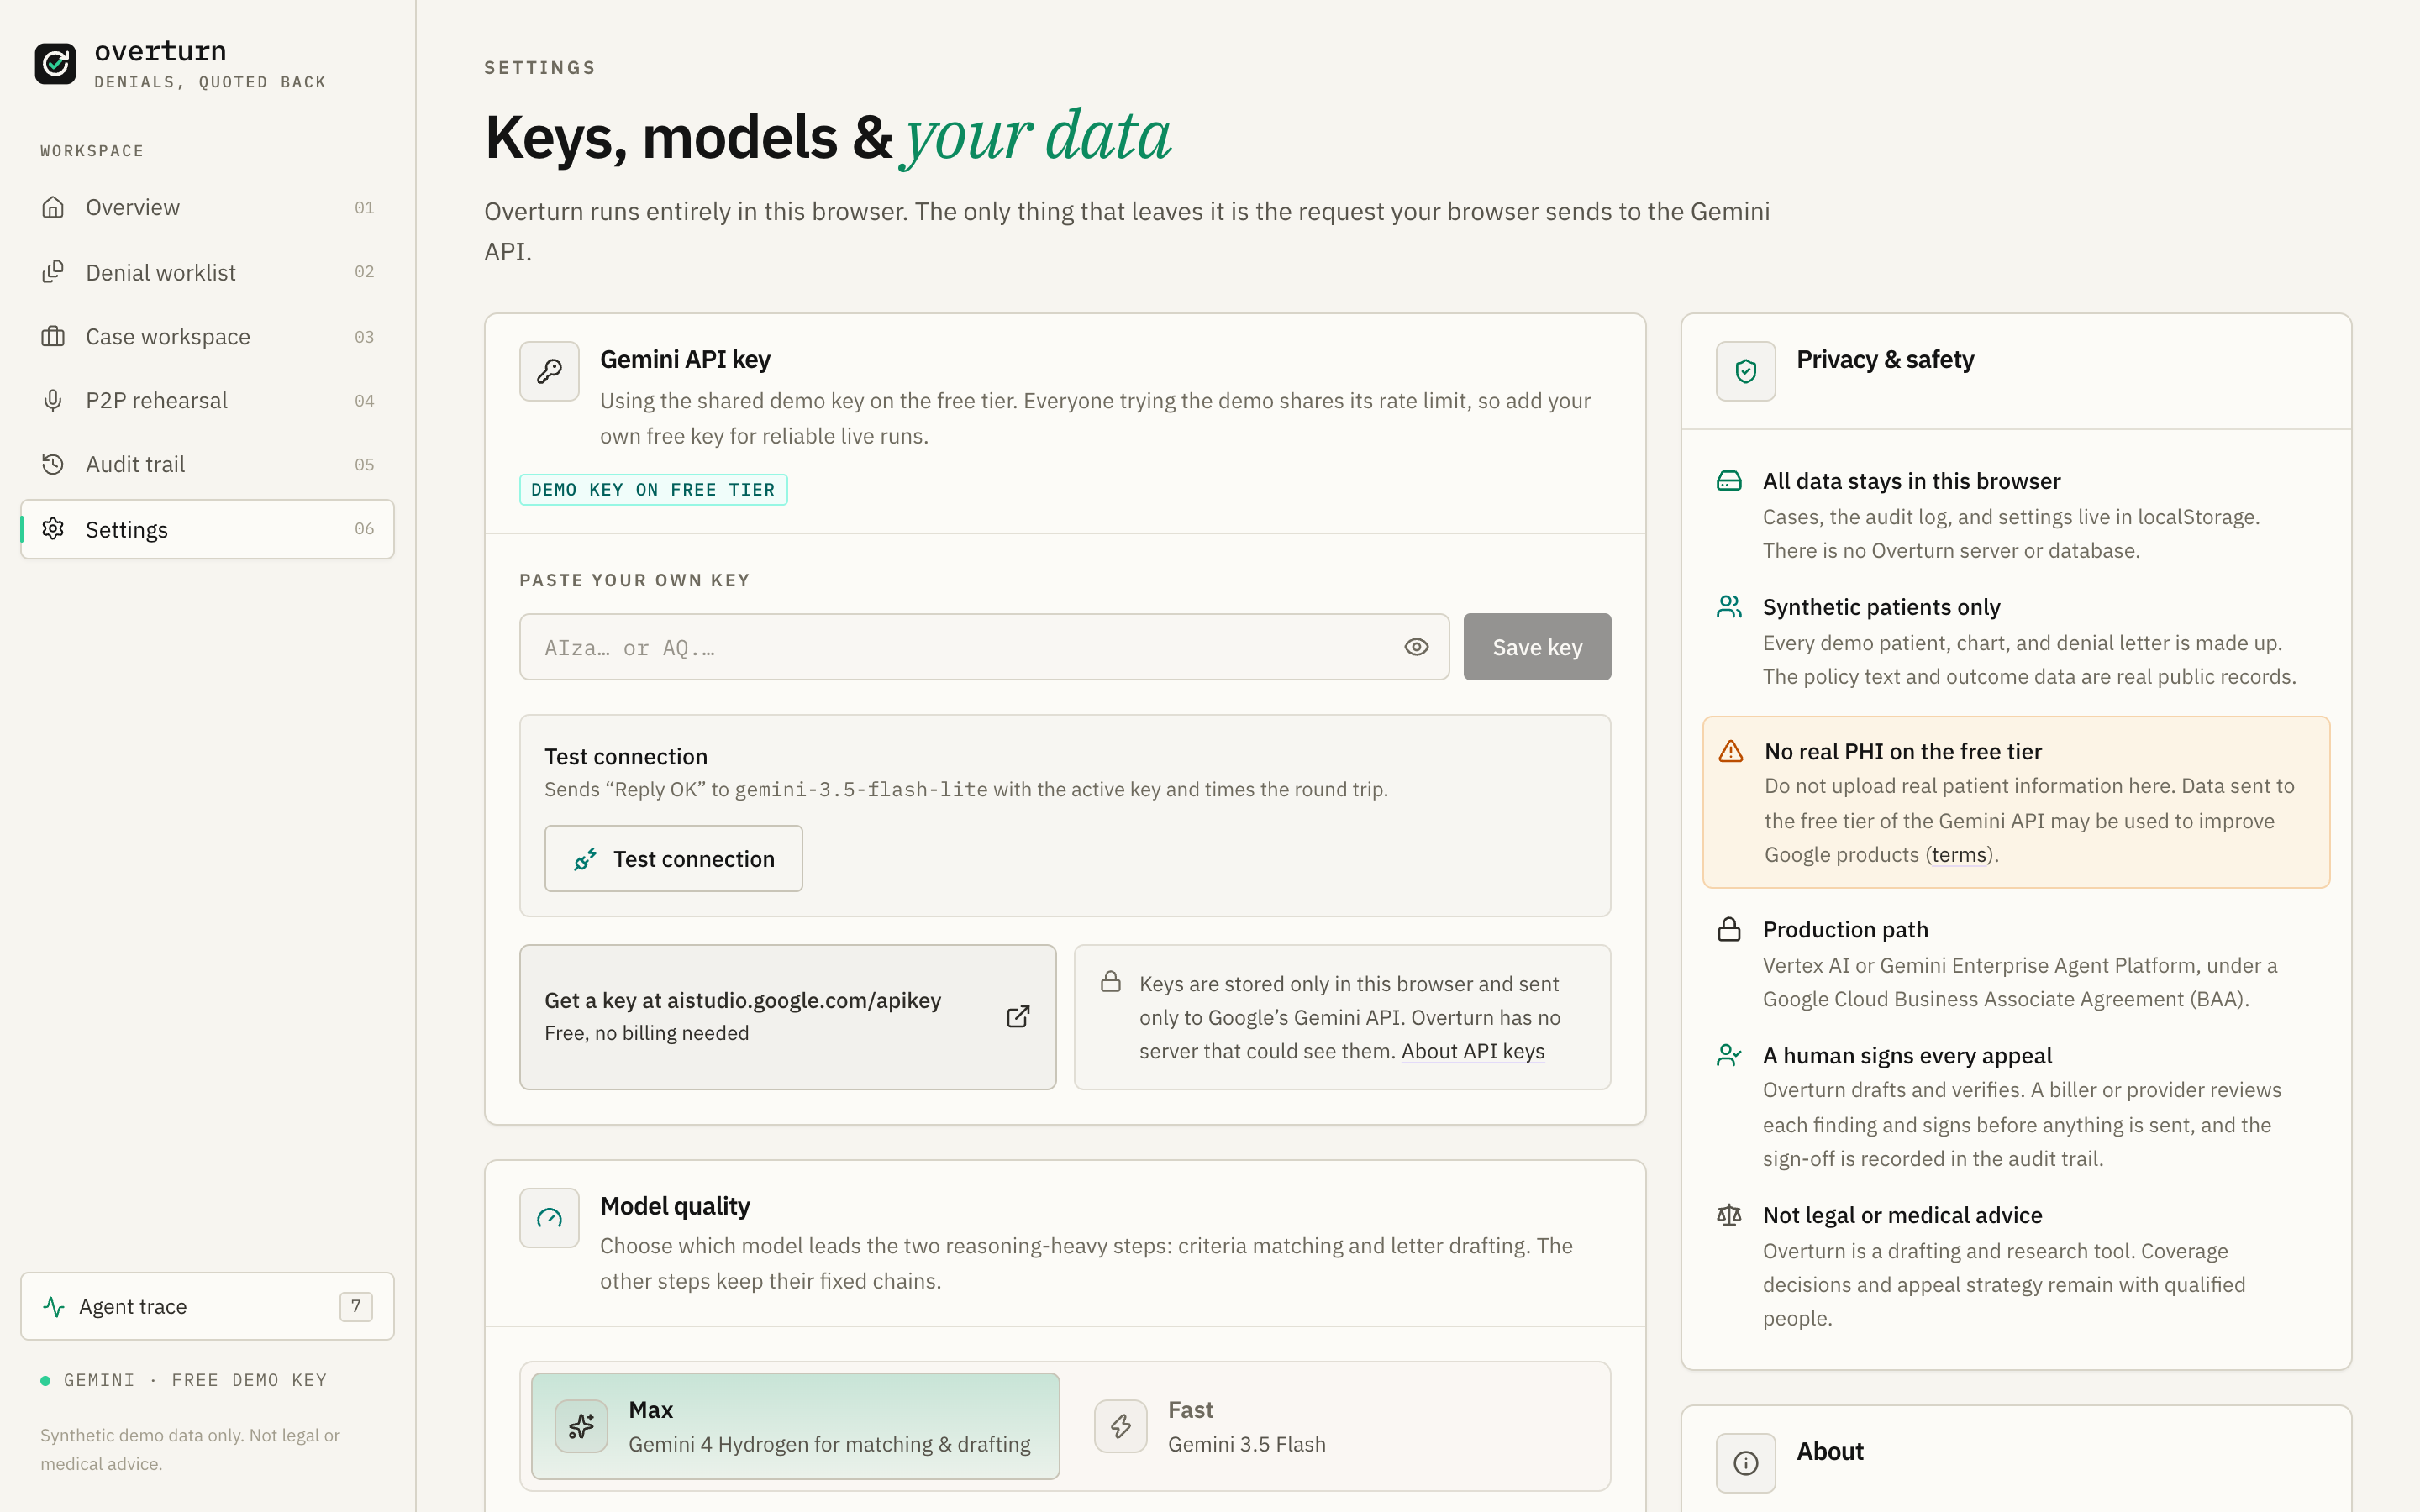 overturn
DENIALS, QUOTED BACK
WORKSPACE
Overview 01
Denial worklist 02
Case workspace 03
P2P rehearsal 04
Audit trail 05
Settings 06
Agent trace 7
GEMINI · FREE DEMO KEY
Synthetic demo data only. Not legal or
medical advice.
SETTINGS
Keys, models & your data
Overturn runs entirely in this browser. The only thing that leaves it is the request your browser sends to the Gemini
API.
Gemini API key
Using the shared demo key on the free tier. Everyone trying the demo shares its rate limit, so add your
own free key for reliable live runs.
DEMO KEY ON FREE TIER
PASTE YOUR OWN KEY
AIza… or AQ.…
Save key
Test connection
Sends “Reply OK” to gemini-3.5-flash-lite with the active key and times the round trip.
Test connection
Get a key at aistudio.google.com/apikey
Free, no billing needed
Keys are stored only in this browser and sent
only to Google’s Gemini API. Overturn has no
server that could see them. About API keys
Model quality
Choose which model leads the two reasoning-heavy steps: criteria matching and letter drafting. The
other steps keep their fixed chains.
Max
Gemini 4 Hydrogen for matching & drafting
Fast
Gemini 3.5 Flash
Privacy & safety
All data stays in this browser
Cases, the audit log, and settings live in localStorage.
There is no Overturn server or database.
Synthetic patients only
Every demo patient, chart, and denial letter is made up.
The policy text and outcome data are real public records.
No real PHI on the free tier
Do not upload real patient information here. Data sent to
the free tier of the Gemini API may be used to improve
Google products (terms).
Production path
Vertex AI or Gemini Enterprise Agent Platform, under a
Google Cloud Business Associate Agreement (BAA).
A human signs every appeal
Overturn drafts and verifies. A biller or provider reviews
each finding and signs before anything is sent, and the
sign-off is recorded in the audit trail.
Not legal or medical advice
Overturn is a drafting and research tool. Coverage
decisions and appeal strategy remain with qualified
people.
About